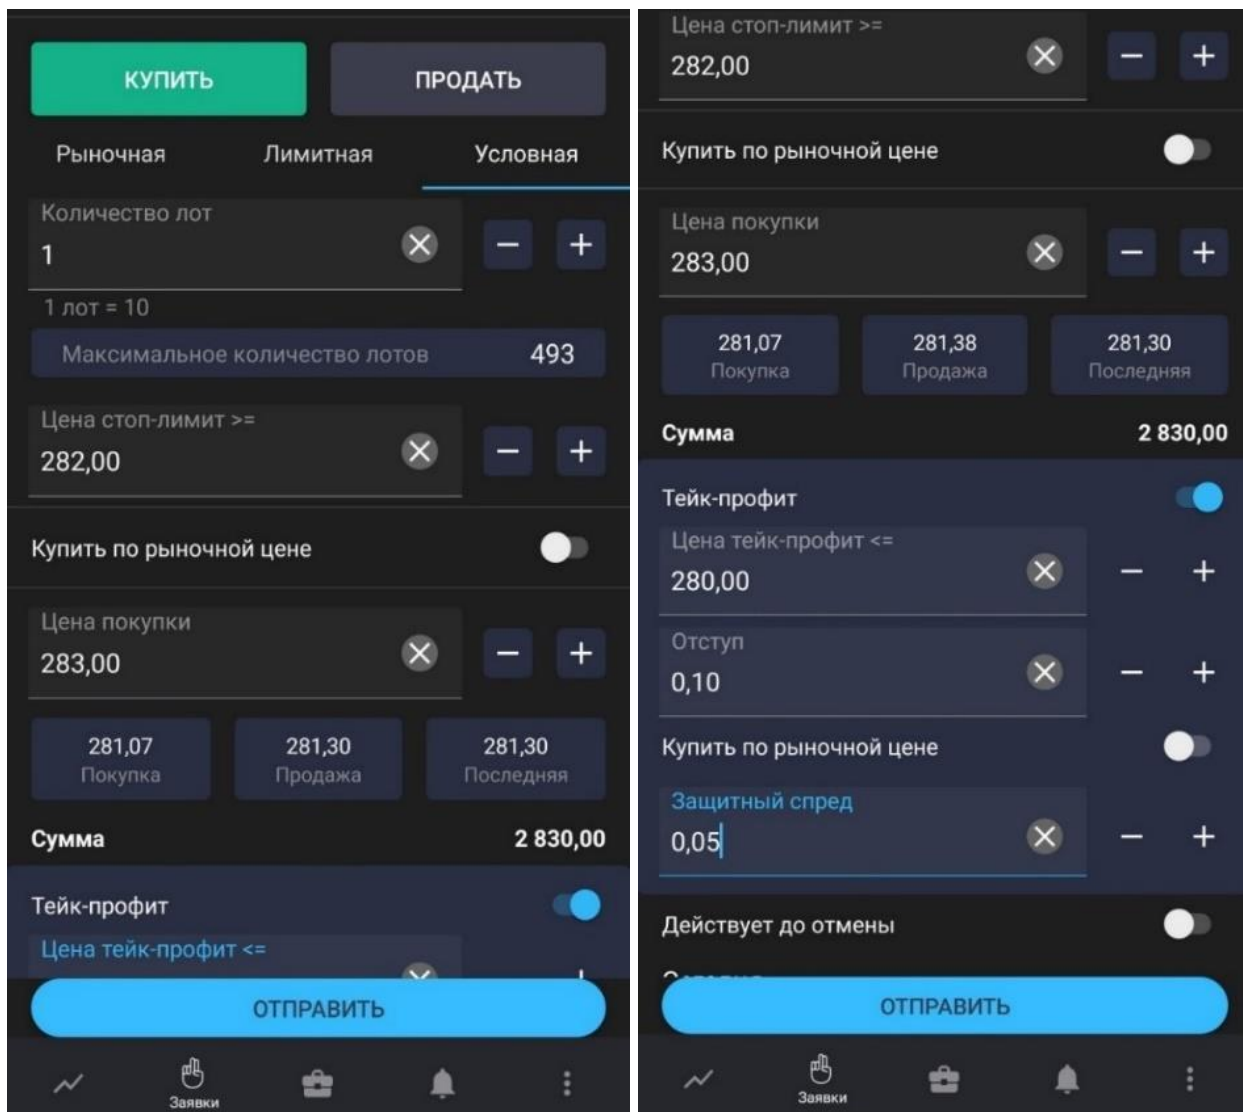 КУПИТЬ ПРОДАТЬ
Рыночная Лимитная Условная
Количество лот
1
1 лот = 10
Максимальное количество лотов 493
Цена стоп-лимит >=
282,00
Купить по рыночной цене
Цена покупки
283,00
281,07 281,30 281,30
Покупка Продажа Последняя
Сумма 2 830,00
Тейк-профит
Цена тейк-профит <=
ОТПРАВИТЬ
Заявки
Цена стоп-лимит >=
282,00
Купить по рыночной цене
Цена покупки
283,00
281,07 281,38 281,30
Покупка Продажа Последняя
Сумма 2 830,00
Тейк-профит
Цена тейк-профит <=
280,00
Отступ
0,10
Купить по рыночной цене
Защитный спред
0,05
Действует до отмены
ОТПРАВИТЬ
Заявки